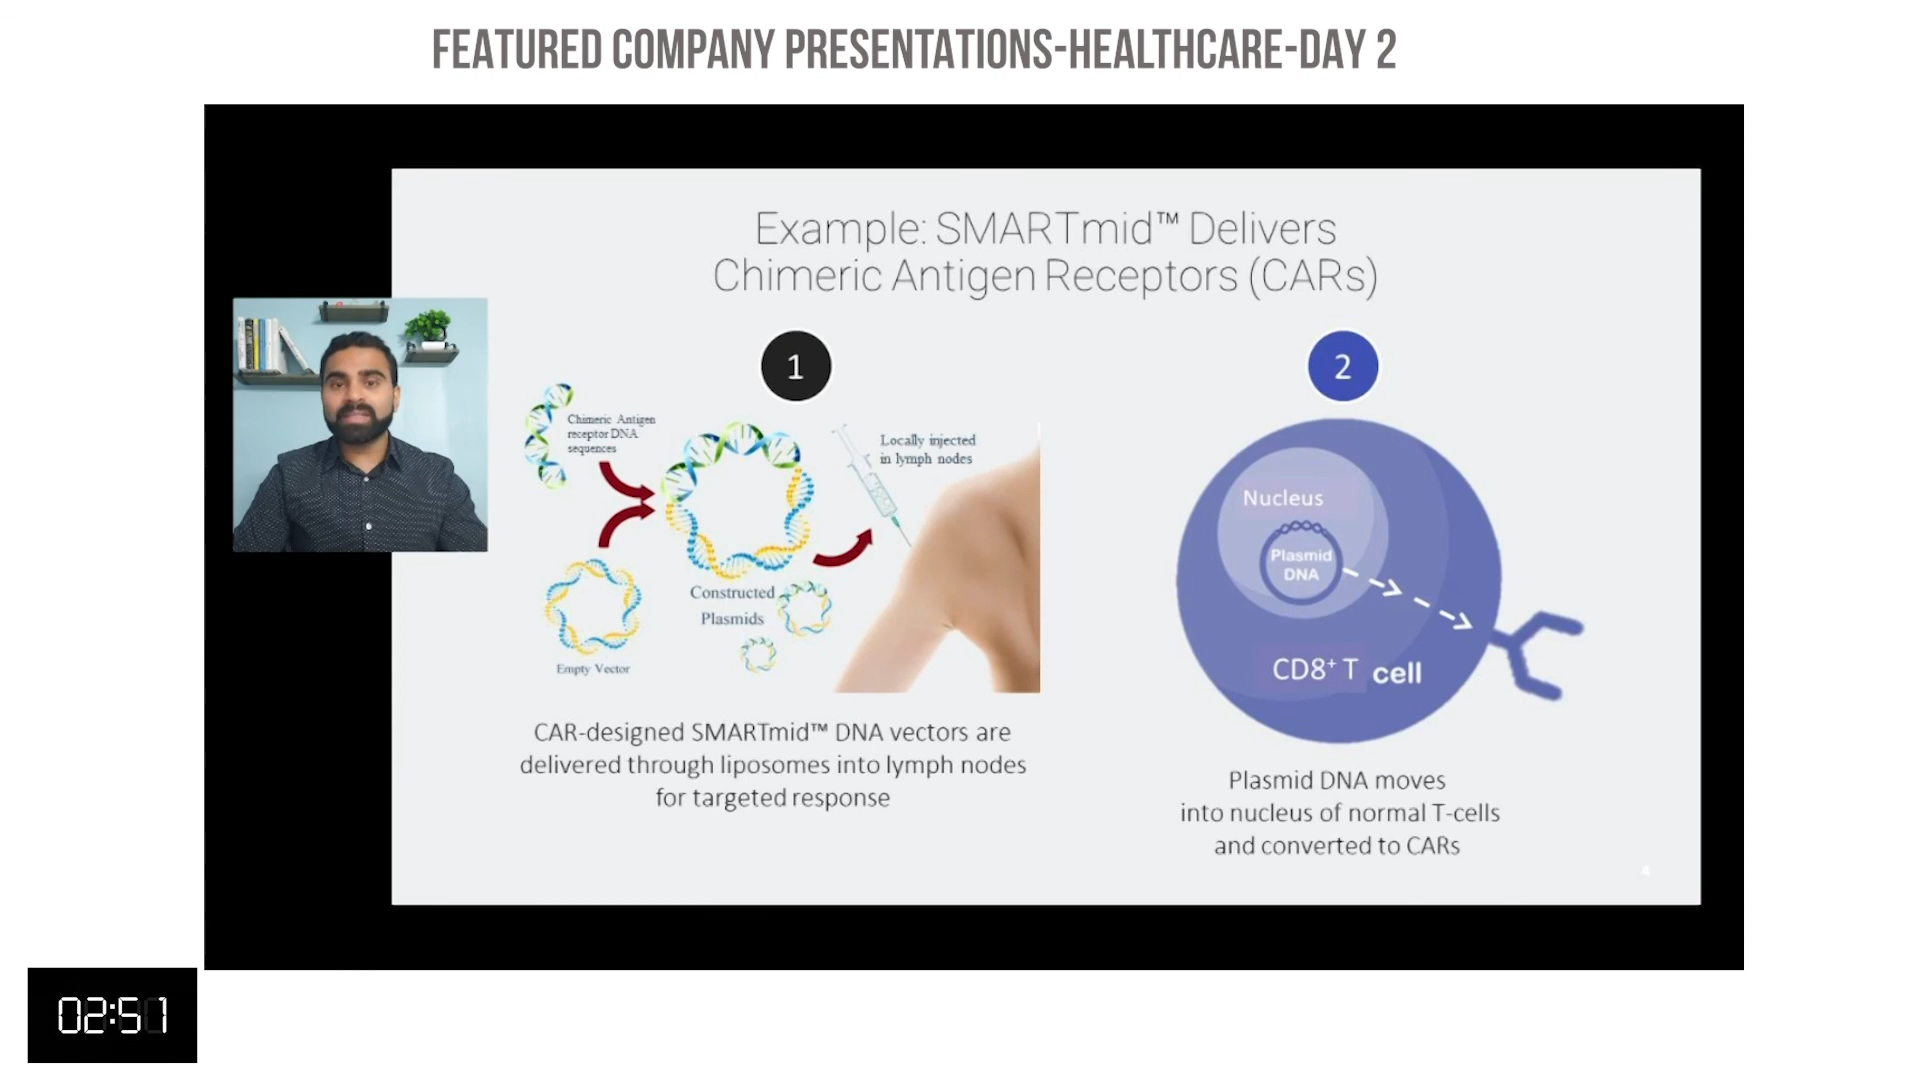 FEATURED COMPANY PRESENTATIONS-HEALTHCARE-DAY 2
Example: SMARTmid™ Delivers
Chimeric Antigen Receptors (CARs)
1
Chimeric Antigen
receptor DNA
sequences
Locally injected
in lymph nodes
Constructed
Plasmids
Empty Vector
CAR-designed SMARTmid™ DNA vectors are
delivered through liposomes into lymph nodes
for targeted response
2
Nucleus
Plasmid
DNA
CD8⁺ T cell
Plasmid DNA moves
into nucleus of normal T-cells
and converted to CARs
4
02:51